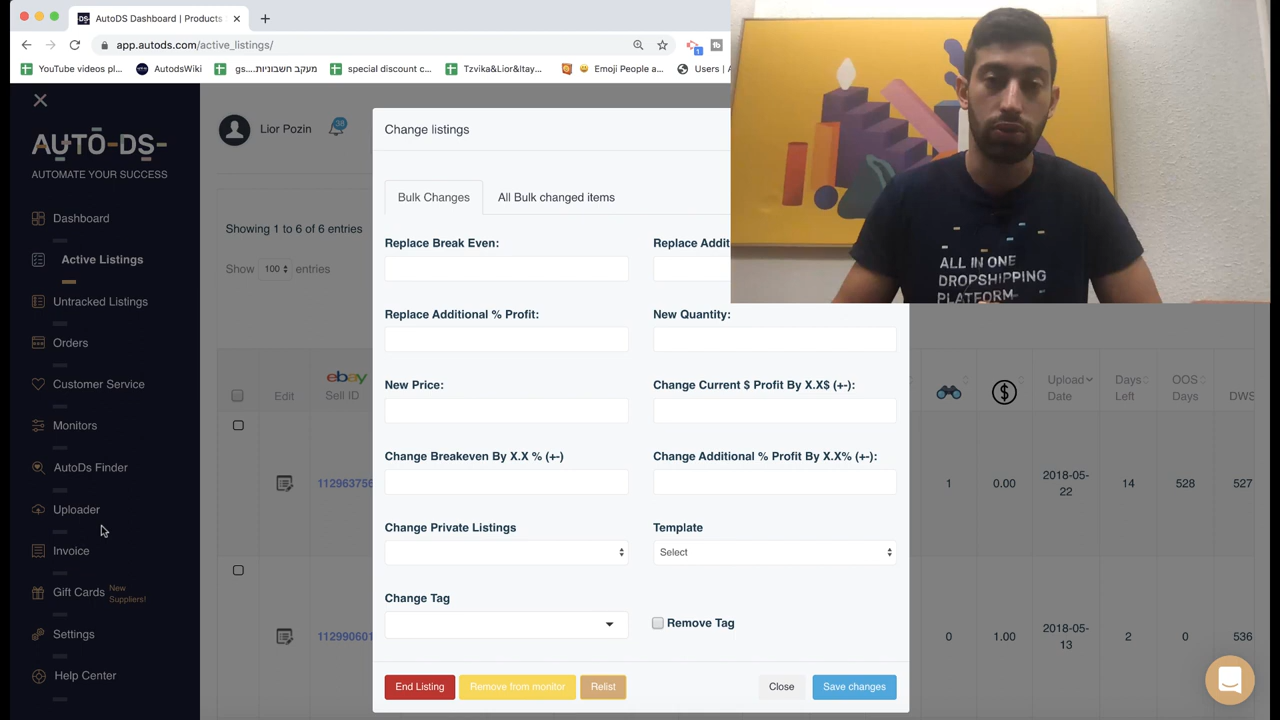 AutoDS Dashboard | Products
app.autods.com/active_listings/
1
YouTube videos pl...
AutodsWiki
gs....מעקב חשבוניות
special discount c...
Tzvika&Lior&Itay...
Emoji People a...
Users | A
AUTO-DS-
AUTOMATE YOUR SUCCESS
Dashboard
Active Listings
Untracked Listings
Orders
Customer Service
Monitors
AutoDs Finder
Uploader
Invoice
Gift Cards New Suppliers!
Settings
Help Center
Lior Pozin
38
Showing 1 to 6 of 6 entries
Show 100 entries
Edit
ebay
Sell ID
Upload Date
Days Left
OOS Days
DWS
11296375
1
0.00
2018-05-22
14
528
527
11299060
0
1.00
2018-05-13
2
0
536
Change listings
Bulk Changes
All Bulk changed items
Replace Break Even:
Replace Addit
Replace Additional % Profit:
New Quantity:
New Price:
Change Current $ Profit By X.X$ (+-):
Change Breakeven By X.X % (+-)
Change Additional % Profit By X.X% (+-):
Change Private Listings
Template
Select
Change Tag
Remove Tag
End Listing
Remove from monitor
Relist
Close
Save changes
ALL IN ONE
DROPSHIPPING
PLATFORM